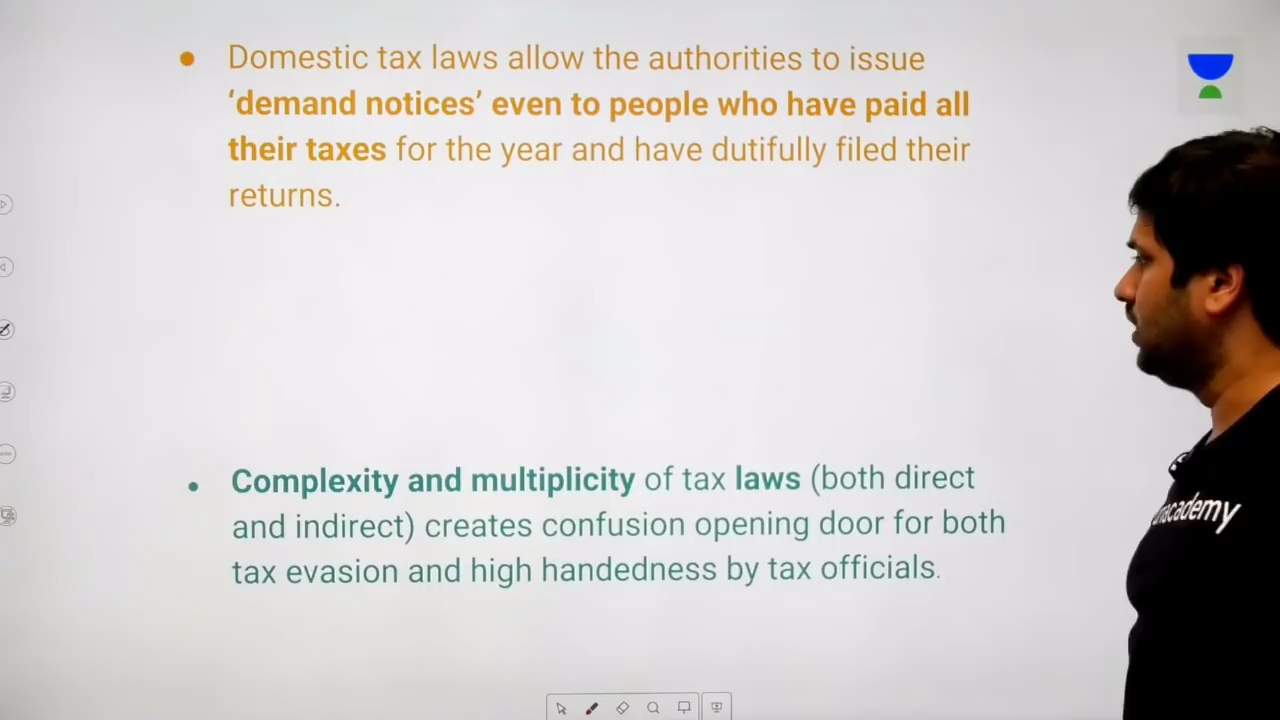 Domestic tax laws allow the authorities to issue
‘demand notices’ even to people who have paid all
their taxes for the year and have dutifully filed their
returns.
Complexity and multiplicity of tax laws (both direct
and indirect) creates confusion opening door for both
tax evasion and high handedness by tax officials.